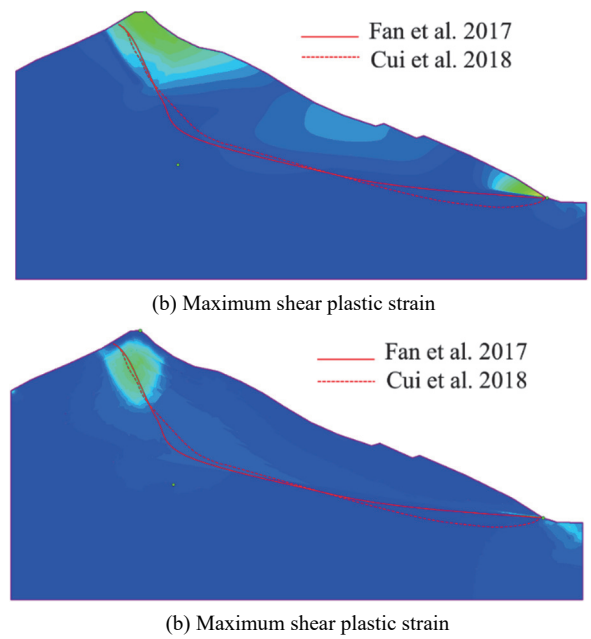 Fan et al. 2017
Cui et al. 2018
(b) Maximum shear plastic strain
Fan et al. 2017
Cui et al. 2018
(b) Maximum shear plastic strain